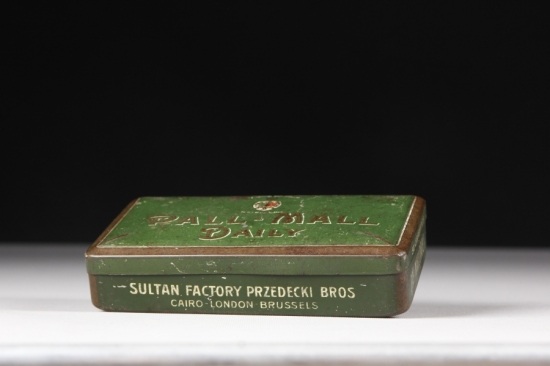 PALL-MALL
DAILY
SULTAN FACTORY PRZEDECKI BROS
CAIRO-LONDON BRUSSELS